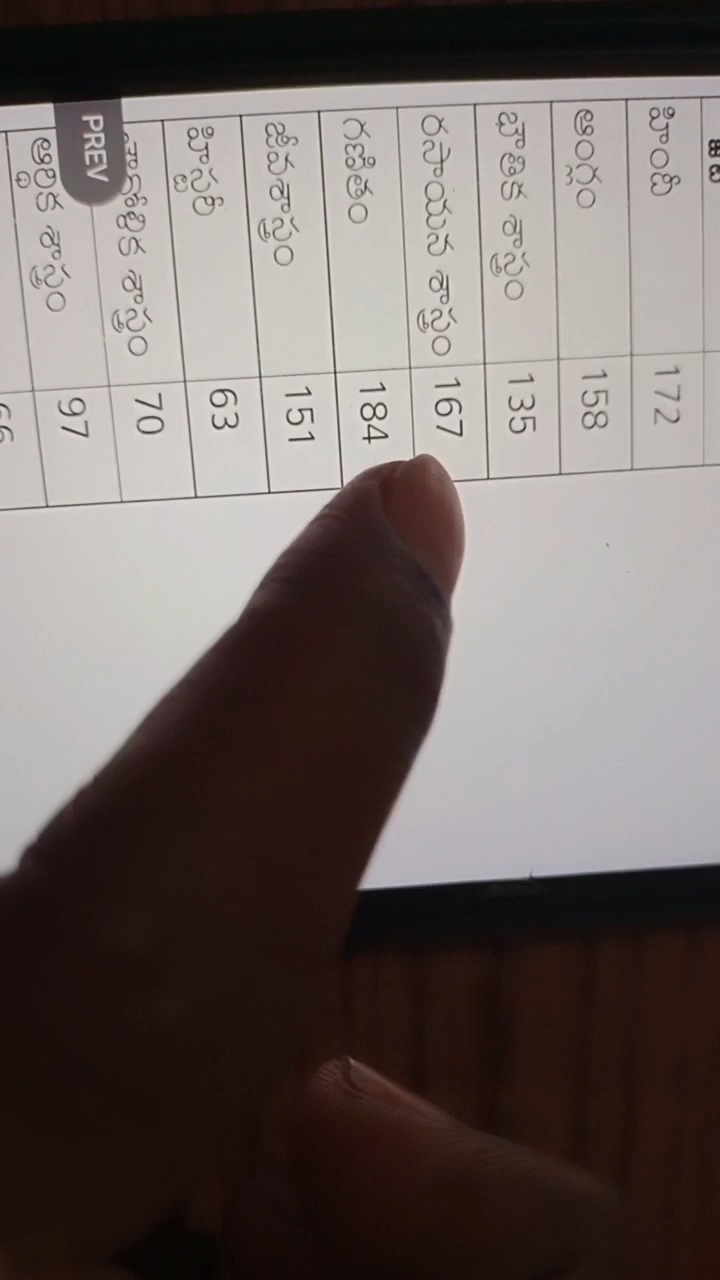 హిందీ 172
ఆంగ్లం 158
భౌతిక శాస్త్రం 135
రసాయన శాస్త్రం 167
గణితం 184
జీవశాస్త్రం 151
హిస్టరీ 63
70
ఆర్థిక శాస్త్రం 97
PREV